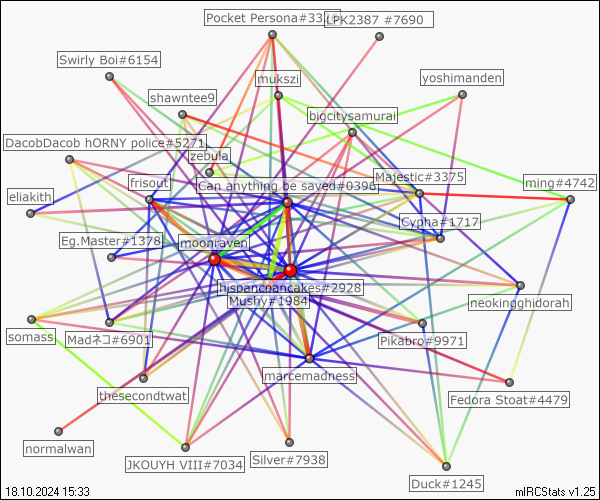 Pocket Persona#33
LPK2387 #7690
Swirly Boi#6154
mukszi
yoshimanden
shawntee9
bigcitysamurai
DacobDacob hORNY police#5271
zebula
Majestic#3375
frisout
Can anything be saved#0396
ming#4742
eliakith
Cypha#1717
Eg.Master#1378
moonraven
hispanicpancakes#2928
Mushy#1984
neokingghidorah
somass
Madネコ#6901
Pikabro#9971
marcemadness
thesecondtwat
Fedora Stoat#4479
normalwan
JKOUYH VIII#7034
Silver#7938
Duck#1245
18.10.2024 15:33
mIRCStats v1.25